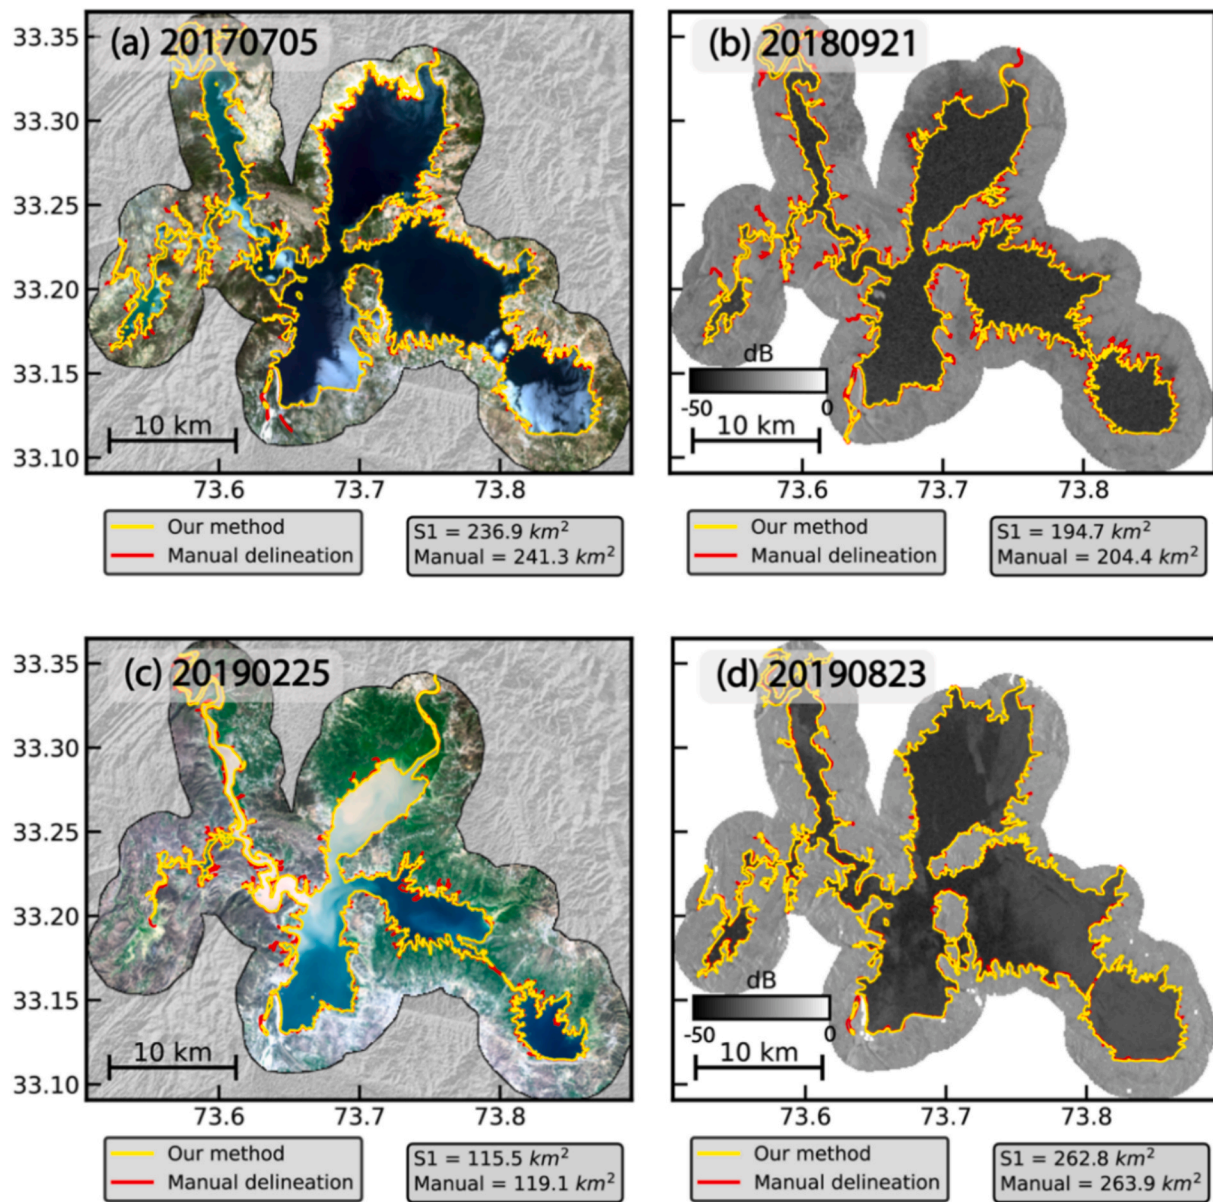 (a) 20170705
33.35
33.30
33.25
33.20
33.15
33.10
10 km
73.6 73.7 73.8
Our method
Manual delineation
S1 = 236.9 km²
Manual = 241.3 km²
(b) 20180921
dB
-50 0
10 km
73.6 73.7 73.8
Our method
Manual delineation
S1 = 194.7 km²
Manual = 204.4 km²
(c) 20190225
33.35
33.30
33.25
33.20
33.15
33.10
10 km
73.6 73.7 73.8
Our method
Manual delineation
S1 = 115.5 km²
Manual = 119.1 km²
(d) 20190823
dB
-50 0
10 km
73.6 73.7 73.8
Our method
Manual delineation
S1 = 262.8 km²
Manual = 263.9 km²